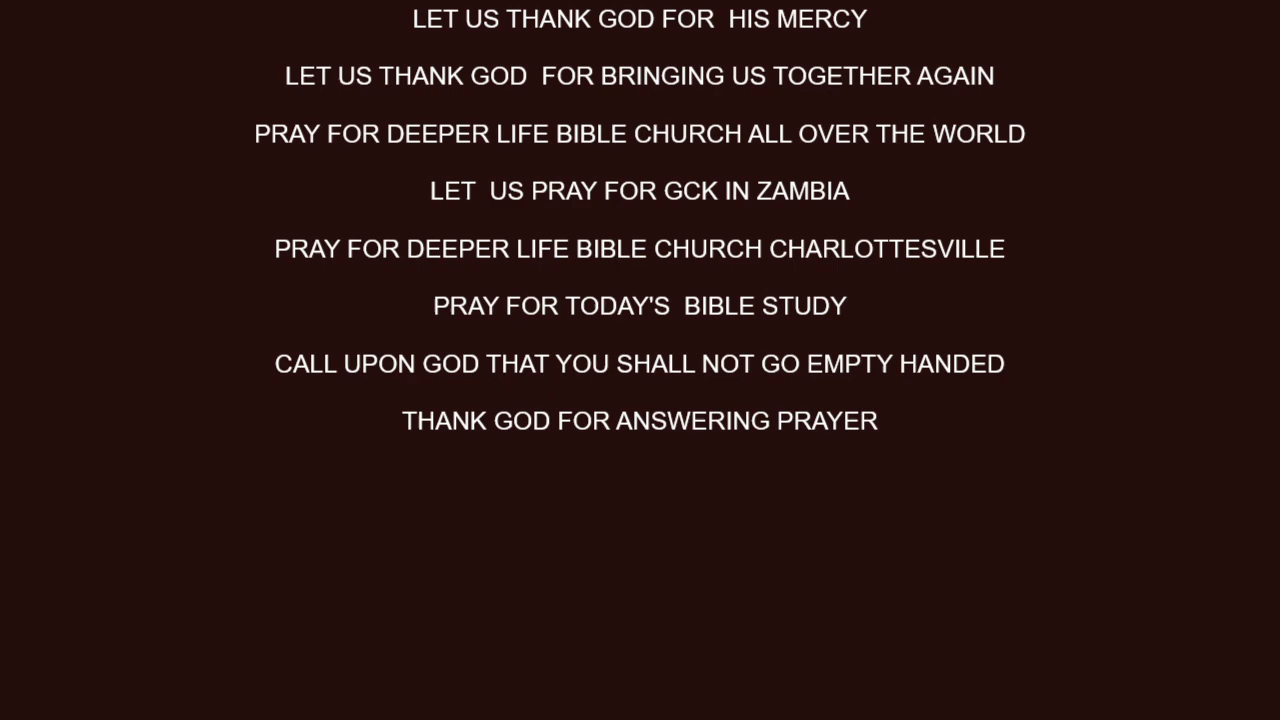 LET US THANK GOD FOR  HIS MERCY
LET US THANK GOD  FOR BRINGING US TOGETHER AGAIN
PRAY FOR DEEPER LIFE BIBLE CHURCH ALL OVER THE WORLD
LET  US PRAY FOR GCK IN ZAMBIA
PRAY FOR DEEPER LIFE BIBLE CHURCH CHARLOTTESVILLE
PRAY FOR TODAY'S  BIBLE STUDY
CALL UPON GOD THAT YOU SHALL NOT GO EMPTY HANDED
THANK GOD FOR ANSWERING PRAYER